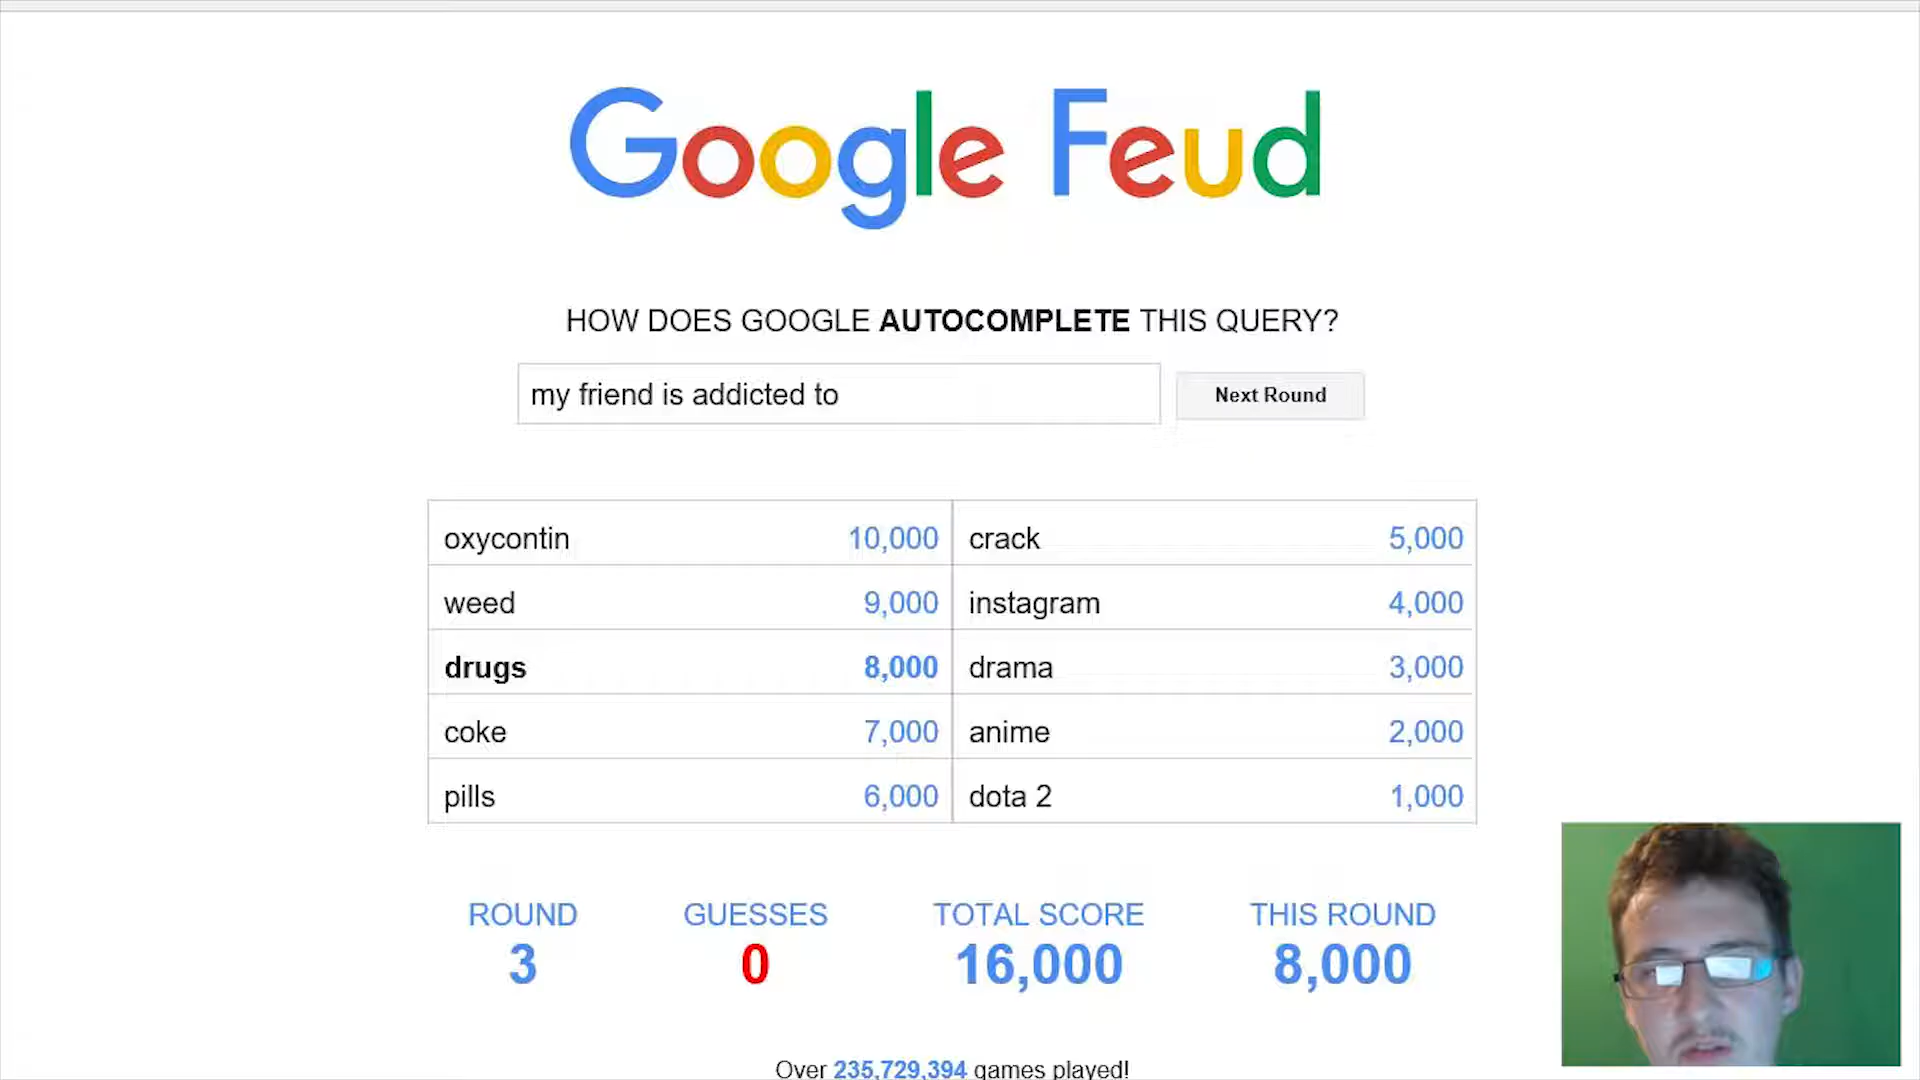 Google Feud
HOW DOES GOOGLE AUTOCOMPLETE THIS QUERY?
my friend is addicted to
Next Round
oxycontin 10,000 crack 5,000
weed 9,000 instagram 4,000
drugs 8,000 drama 3,000
coke 7,000 anime 2,000
pills 6,000 dota 2 1,000
ROUND GUESSES TOTAL SCORE THIS ROUND
3 0 16,000 8,000
Over 235,729,394 games played!